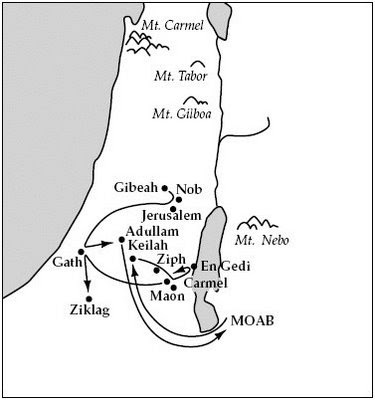 Mt. Carmel
Mt. Tabor
Mt. Gilboa
Gibeah
Nob
Jerusalem
Adullam
Mt. Nebo
Keilah
Gath
Ziph
En Gedi
Carmel
Maon
Ziklag
MOAB